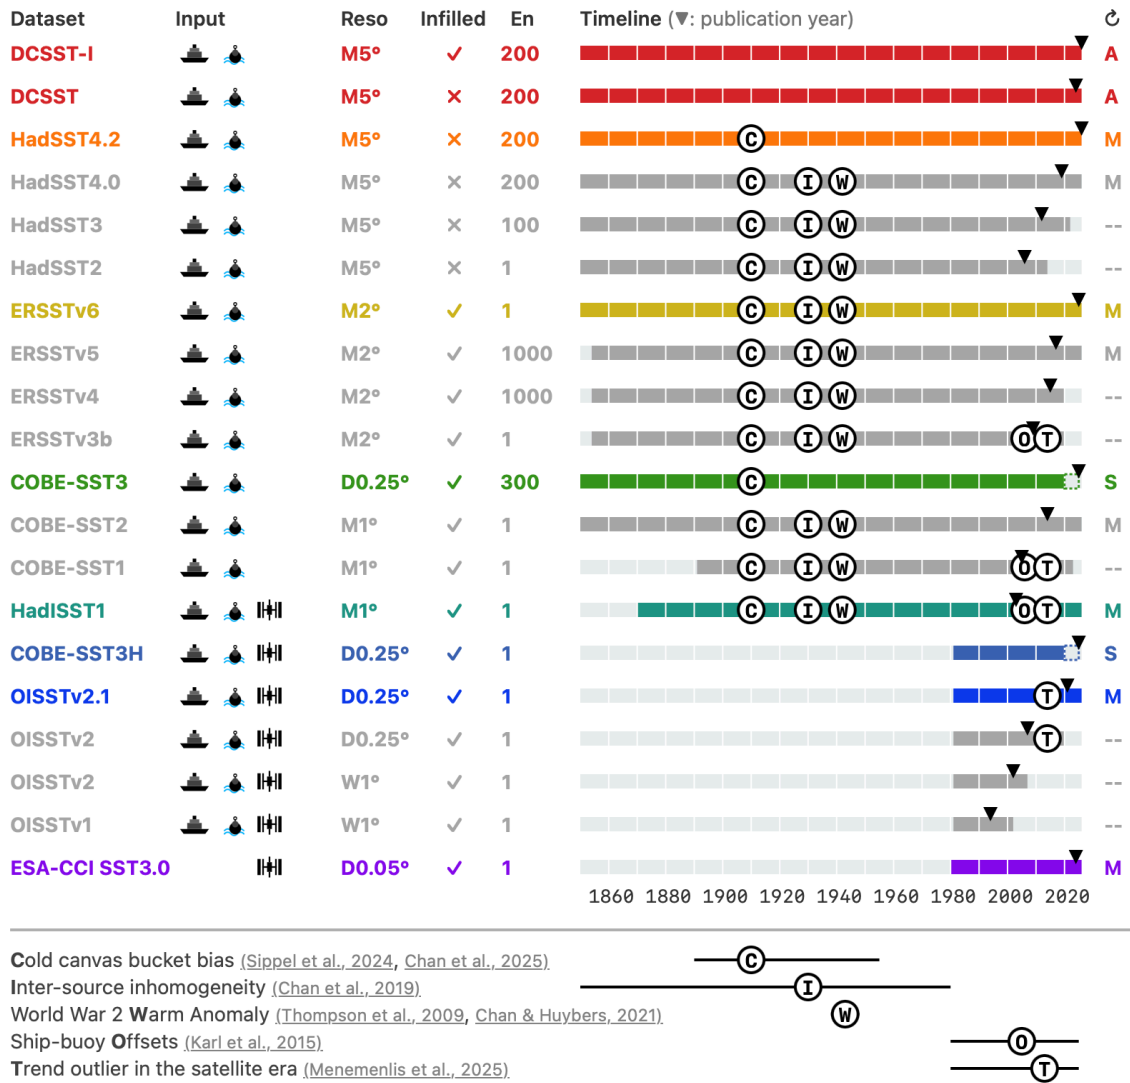 Dataset Input Reso Infilled En Timeline (▼: publication year) ↻
DCSST-I M5° ✓ 200 A
DCSST M5° ✕ 200 A
HadSST4.2 M5° ✕ 200 C M
HadSST4.0 M5° ✕ 200 C I W M
HadSST3 M5° ✕ 100 C I W --
HadSST2 M5° ✕ 1 C I W --
ERSSTv6 M2° ✓ 1 C I W M
ERSSTv5 M2° ✓ 1000 C I W M
ERSSTv4 M2° ✓ 1000 C I W --
ERSSTv3b M2° ✓ 1 C I W O T --
COBE-SST3 D0.25° ✓ 300 C S
COBE-SST2 M1° ✓ 1 C I W M
COBE-SST1 M1° ✓ 1 C I W O T --
HadISST1 M1° ✓ 1 C I W O T M
COBE-SST3H D0.25° ✓ 1 S
OISSTv2.1 D0.25° ✓ 1 T M
OISSTv2 D0.25° ✓ 1 T --
OISSTv2 W1° ✓ 1 --
OISSTv1 W1° ✓ 1 --
ESA-CCI SST3.0 D0.05° ✓ 1 M
1860 1880 1900 1920 1940 1960 1980 2000 2020
Cold canvas bucket bias (Sippel et al., 2024, Chan et al., 2025) C
Inter-source inhomogeneity (Chan et al., 2019) I
World War 2 Warm Anomaly (Thompson et al., 2009, Chan & Huybers, 2021) W
Ship-buoy Offsets (Karl et al., 2015) O
Trend outlier in the satellite era (Menemenlis et al., 2025) T